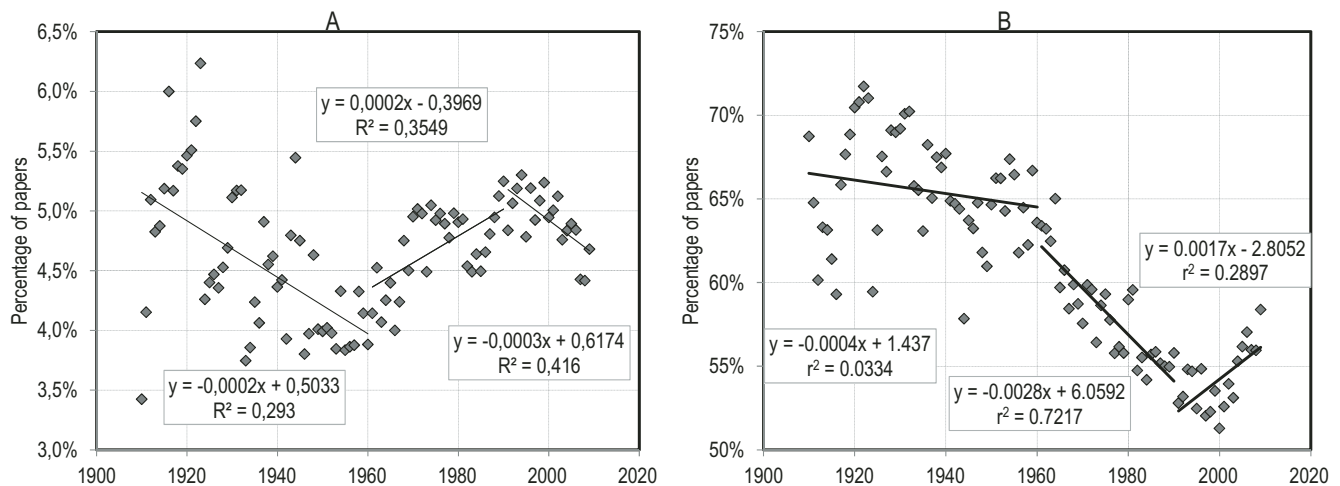 A
Percentage of papers
6,5%
6,0%
5,5%
5,0%
4,5%
4,0%
3,5%
3,0%
1900
1920
1940
1960
1980
2000
2020
y = 0,0002x - 0,3969
R² = 0,3549
y = -0,0003x + 0,6174
R² = 0,416
y = -0,0002x + 0,5033
R² = 0,293
B
Percentage of papers
75%
70%
65%
60%
55%
50%
1900
1920
1940
1960
1980
2000
2020
y = 0.0017x - 2.8052
r² = 0.2897
y = -0.0004x + 1.437
r² = 0.0334
y = -0.0028x + 6.0592
r² = 0.7217